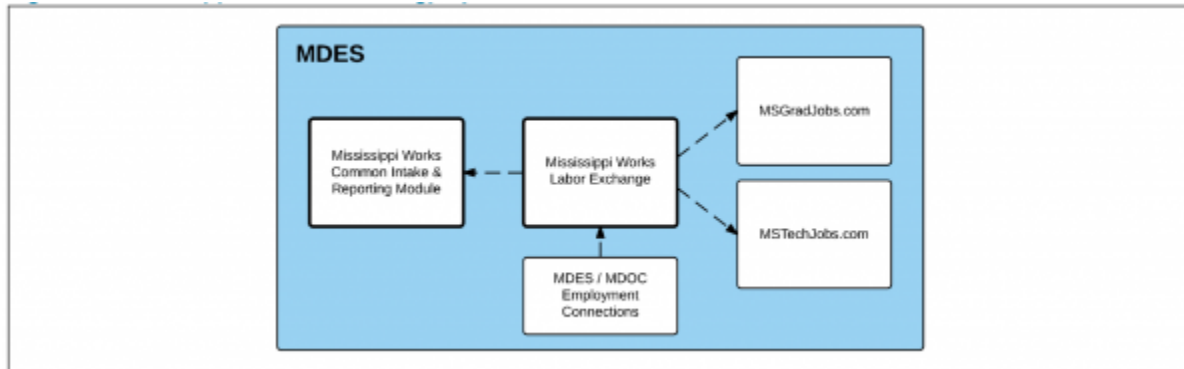 MDES
Mississippi Works
Common Intake &
Reporting Module
Mississippi Works
Labor Exchange
MSGradJobs.com
MSTechJobs.com
MDES / MDOC
Employment
Connections